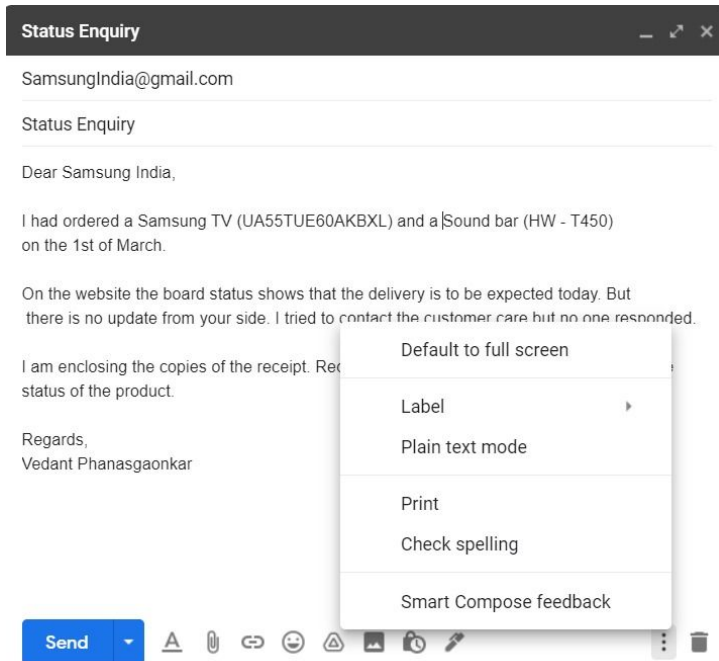 Status Enquiry
SamsungIndia@gmail.com
Status Enquiry
Dear Samsung India,
I had ordered a Samsung TV (UA55TUE60AKBXL) and a Sound bar (HW - T450)
on the 1st of March.
On the website the board status shows that the delivery is to be expected today. But
there is no update from your side. I tried to contact the customer care but no one responded.
I am enclosing the copies of the receipt.
status of the product.
Regards,
Vedant Phanasgaonkar
Default to full screen
Label
Plain text mode
Print
Check spelling
Smart Compose feedback
Send